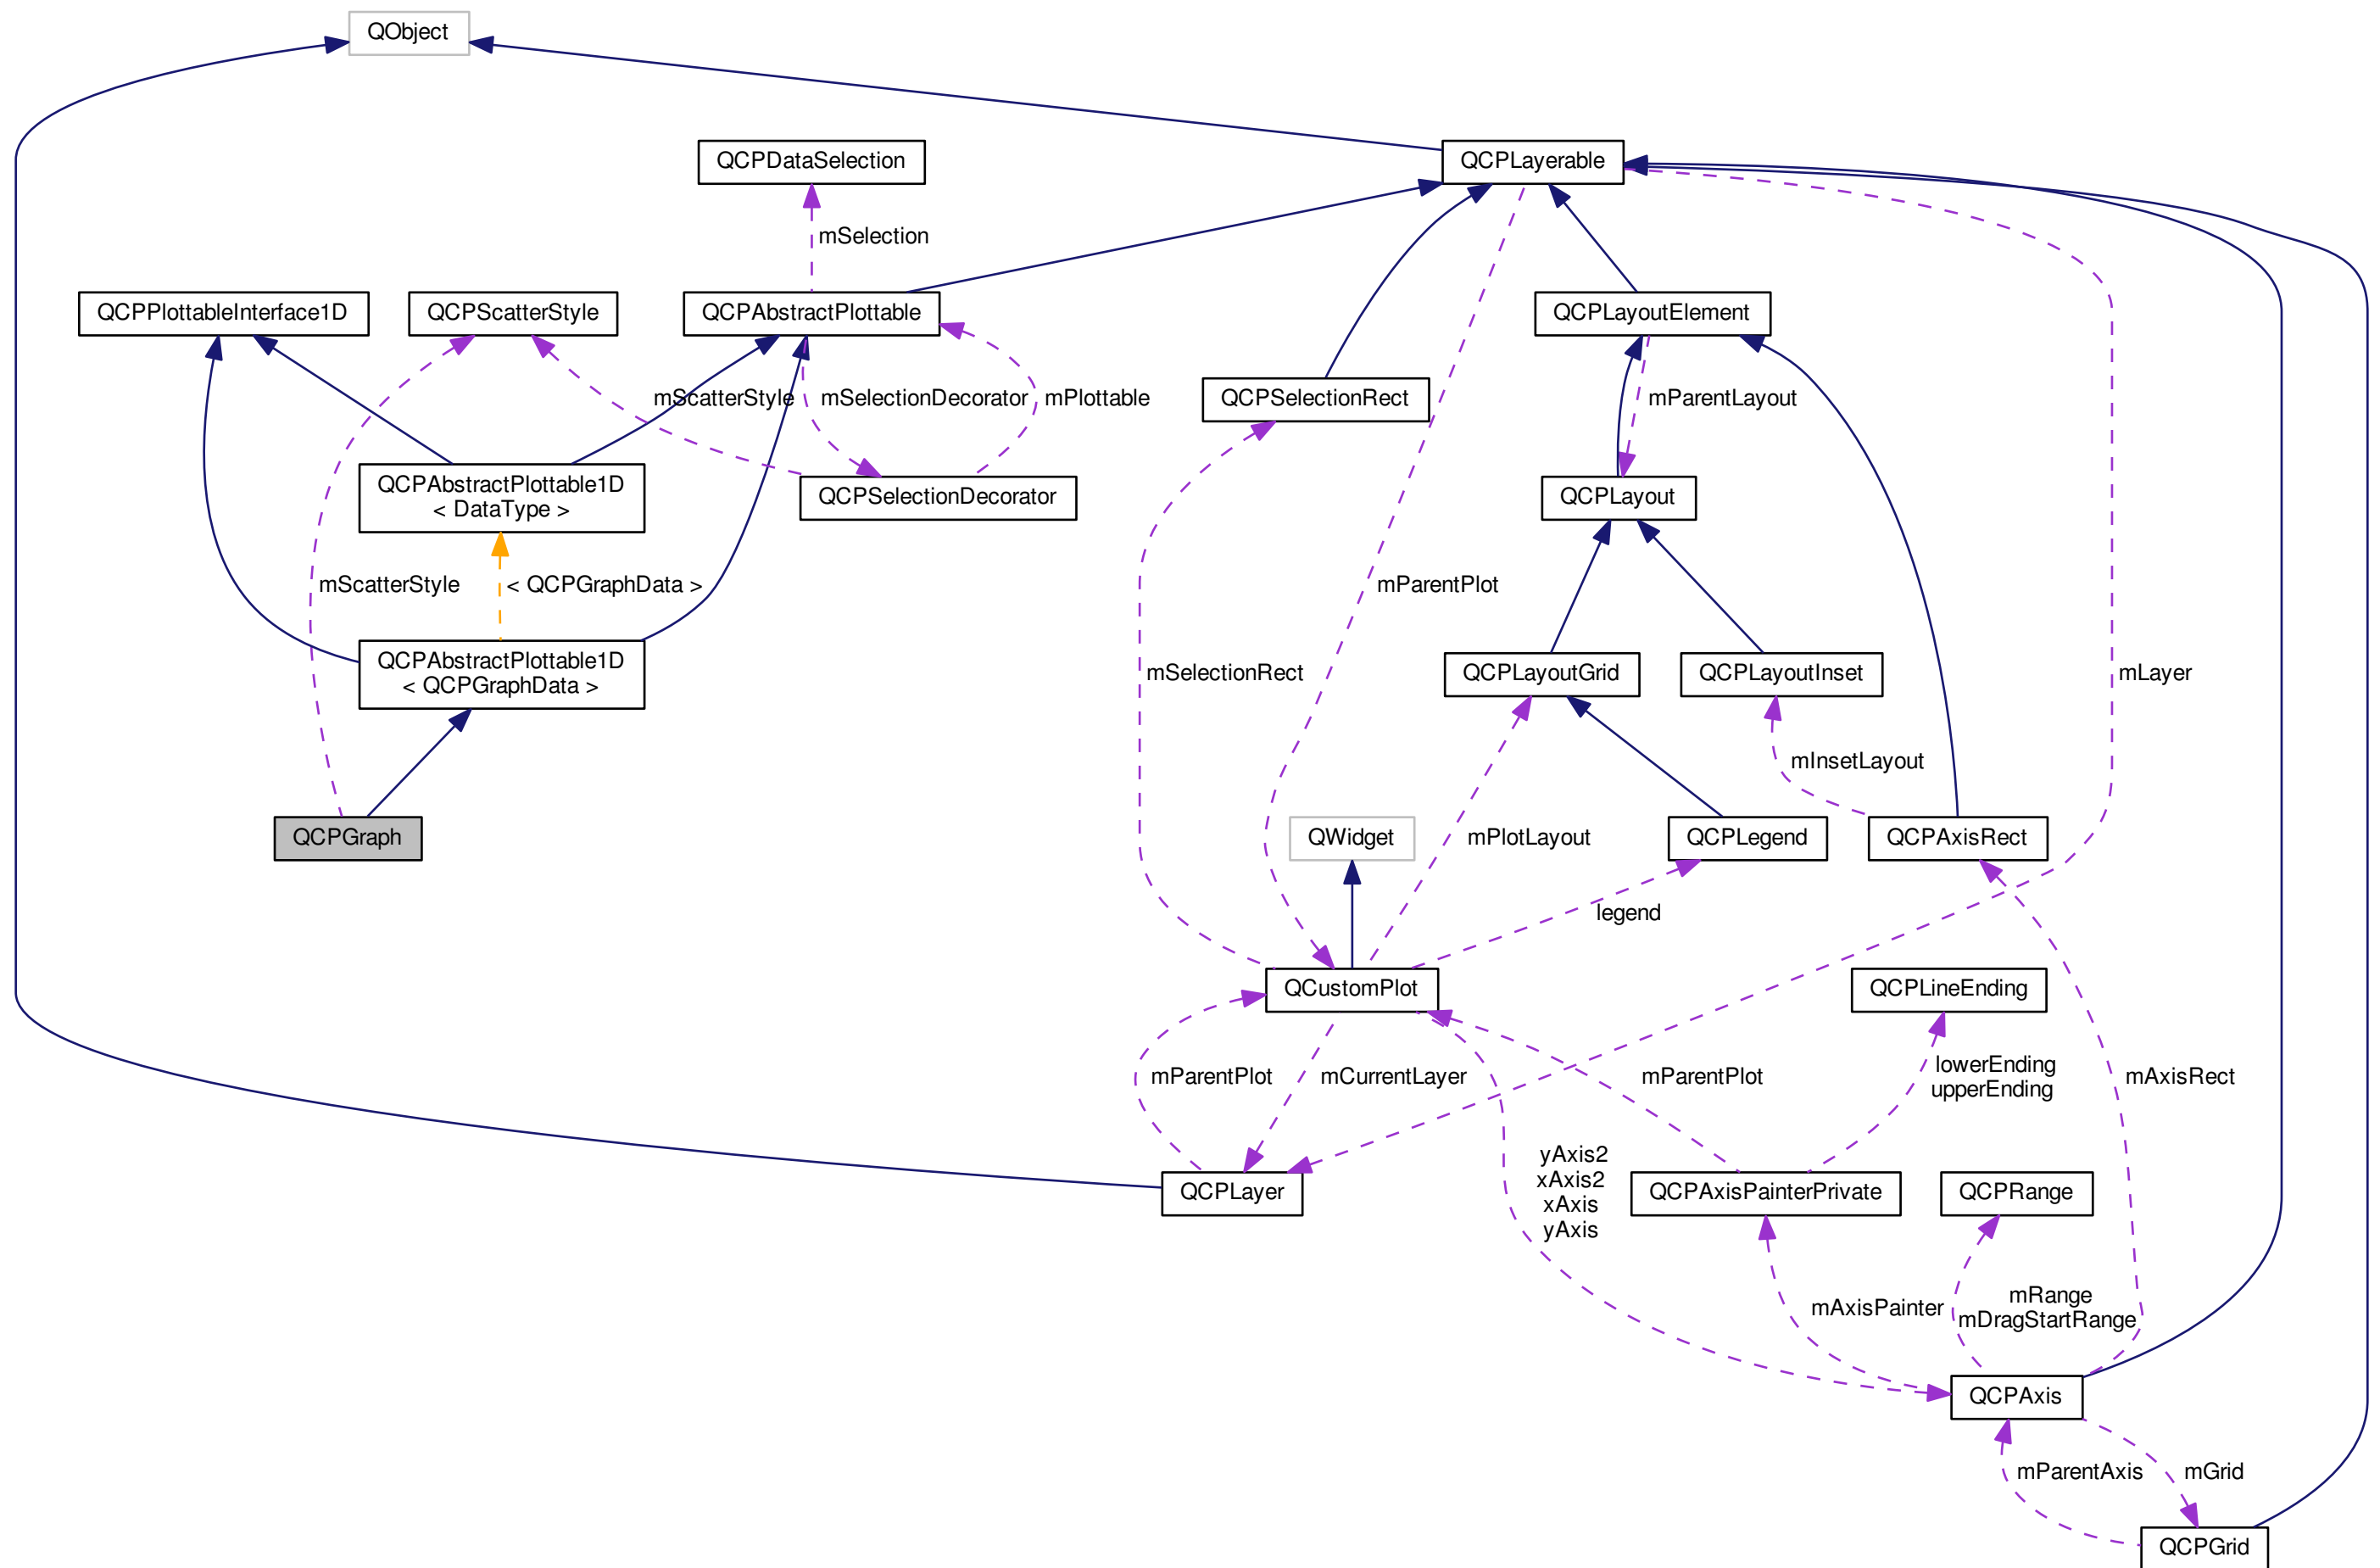 QObject
QCPDataSelection
QCPLayerable
mSelection
QCPPlottableInterface1D
QCPScatterStyle
QCPAbstractPlottable
QCPLayoutElement
mScatterStyle
mSelectionDecorator
mPlottable
QCPSelectionRect
mParentLayout
QCPAbstractPlottable1D
< DataType >
QCPSelectionDecorator
QCPLayout
mScatterStyle
< QCPGraphData >
mParentPlot
QCPAbstractPlottable1D
< QCPGraphData >
mSelectionRect
QCPLayoutGrid
QCPLayoutInset
mLayer
mInsetLayout
QCPGraph
QWidget
mPlotLayout
QCPLegend
QCPAxisRect
legend
QCustomPlot
QCPLineEnding
mParentPlot
mCurrentLayer
mParentPlot
lowerEnding
upperEnding
mAxisRect
QCPLayer
yAxis2
xAxis2
xAxis
yAxis
QCPAxisPainterPrivate
QCPRange
mAxisPainter
mRange
mDragStartRange
QCPAxis
mParentAxis
mGrid
QCPGrid